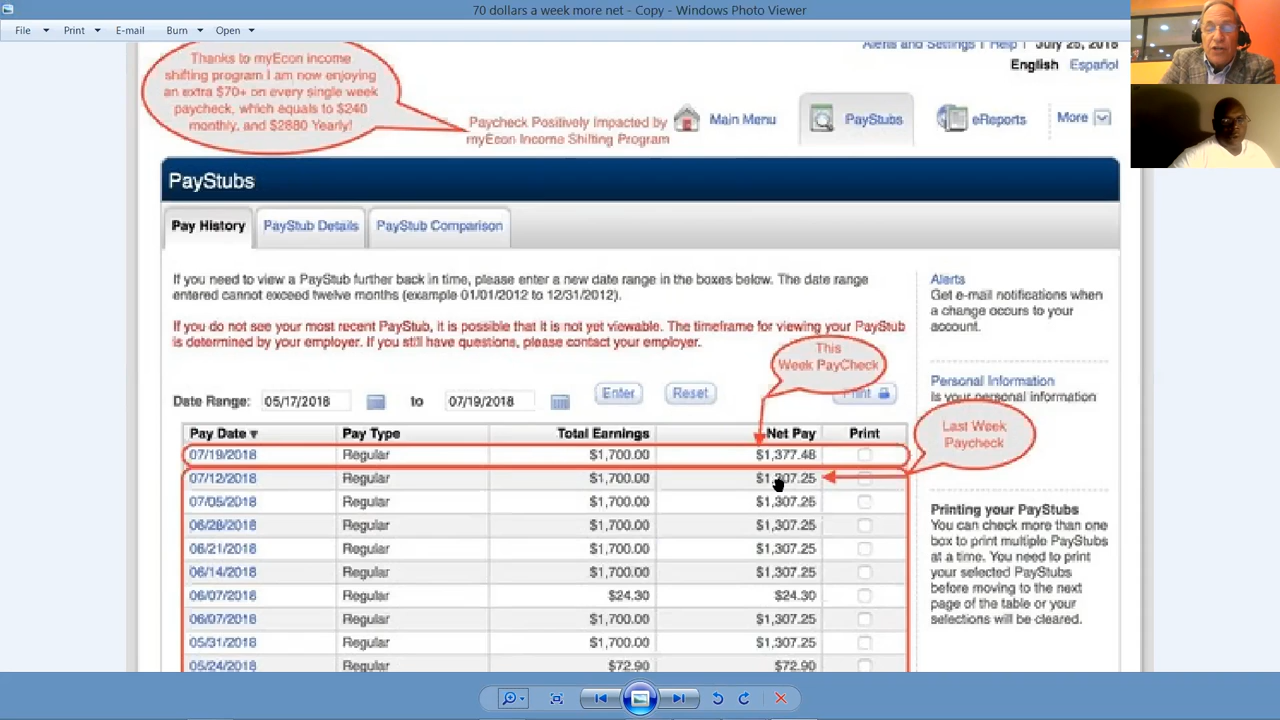 70 dollars a week more net - Copy - Windows Photo Viewer
File Print Burn E-mail Open
Alerts and Settings | Help | July 25, 2018
English Español
Thanks to myEcon income
shifting program I am now enjoying
an extra $70+ on every single week
paycheck, which equals to $240
monthly, and $2880 Yearly!
Paycheck Positively Impacted by
myEcon Income Shifting Program
Main Menu PayStubs eReports More
PayStubs
Pay History PayStub Details PayStub Comparison
If you need to view a PayStub further back in time, please enter a new date range in the boxes below. The date range
entered cannot exceed twelve months (example 01/01/2012 to 12/31/2012).
If you do not see your most recent PayStub, it is possible that it is not yet viewable. The timeframe for viewing your PayStub
is determined by your employer. If you still have questions, please contact your employer.
Alerts
Get e-mail notifications when
a change occurs to your
account.
This
Week PayCheck
Personal Information
Is your personal information
Date Range: 05/17/2018 to 07/19/2018 Enter Reset Print
Last Week
Paycheck
Pay Date Pay Type Total Earnings Net Pay Print
07/19/2018 Regular $1,700.00 $1,377.48
07/12/2018 Regular $1,700.00 $1,307.25
07/05/2018 Regular $1,700.00 $1,307.25
06/28/2018 Regular $1,700.00 $1,307.25
06/21/2018 Regular $1,700.00 $1,307.25
06/14/2018 Regular $1,700.00 $1,307.25
06/07/2018 Regular $24.30 $24.30
06/07/2018 Regular $1,700.00 $1,307.25
05/31/2018 Regular $1,700.00 $1,307.25
05/24/2018 Regular $72.90 $72.90
Printing your PayStubs
You can check more than one
box to print multiple PayStubs
at a time. You need to print
your selected PayStubs
before moving to the next
page of the table or your
selections will be cleared.